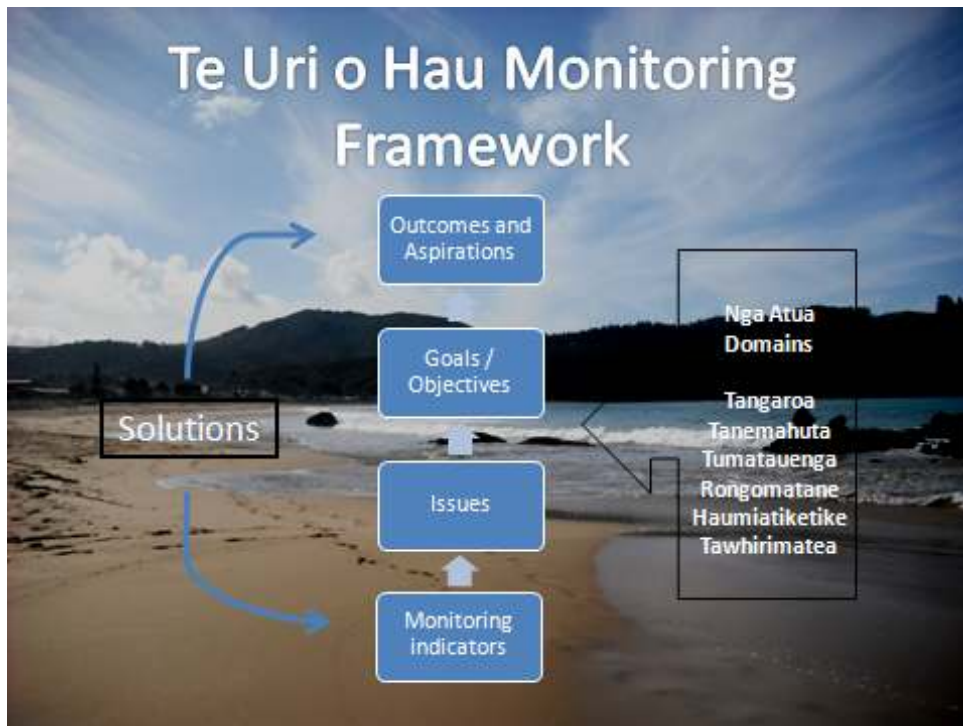 Te Uri o Hau Monitoring
Framework
Outcomes and
Aspirations
Goals /
Objectives
Solutions
Issues
Monitoring
indicators
Nga Atua
Domains
Tangaroa
Tanemahuta
Tumatauenga
Rongomatane
Haumiatiketike
Tawhirimatea